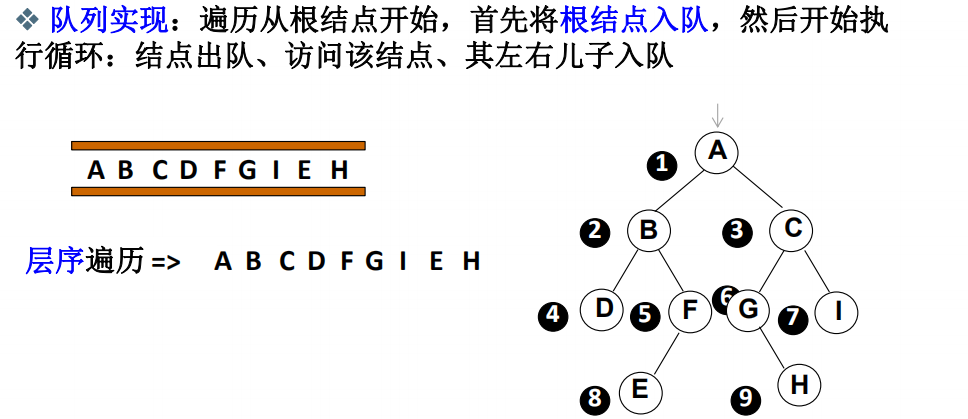 ❖ 队列实现：遍历从根结点开始，首先将根结点入队，然后开始执
行循环：结点出队、访问该结点、其左右儿子入队
A B C D F G I E H
层序遍历 => A B C D F G I E H
A
1
2 B 3 C
4 D 5 F 6 G 7 I
8 E 9 H